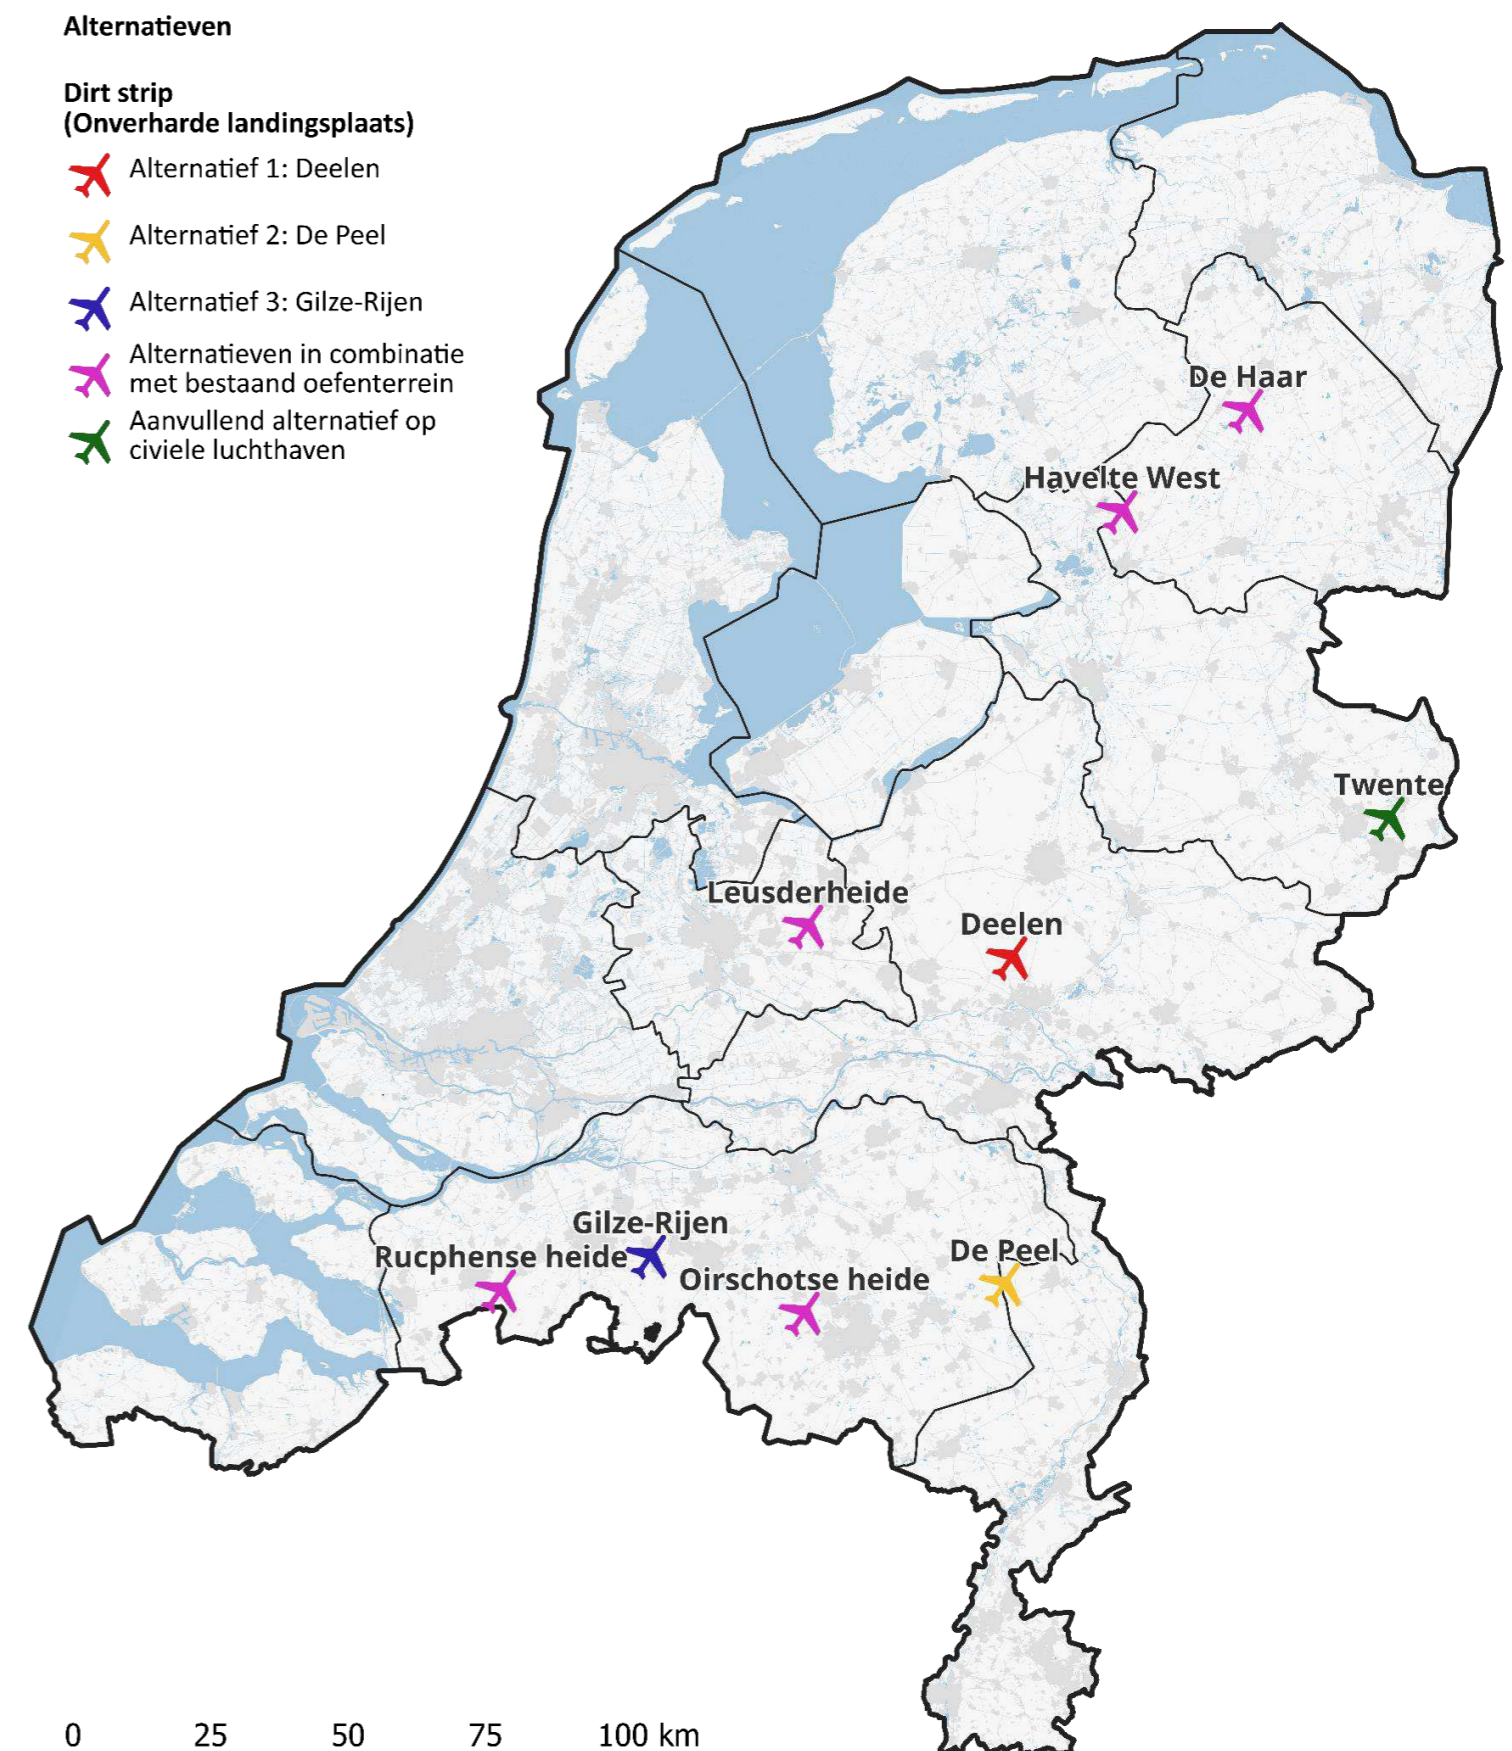 Alternatieven
Dirt strip
(Onverharde landingsplaats)
Alternatief 1: Deelen
Alternatief 2: De Peel
Alternatief 3: Gilze-Rijen
Alternatieven in combinatie
met bestaand oefenterrein
Aanvullend alternatief op
civiele luchthaven
De Haar
Havelte West
Twente
Leusderheide
Deelen
Gilze-Rijen
Rucphense heide
De Peel
Oirschotse heide
0 25 50 75 100 km